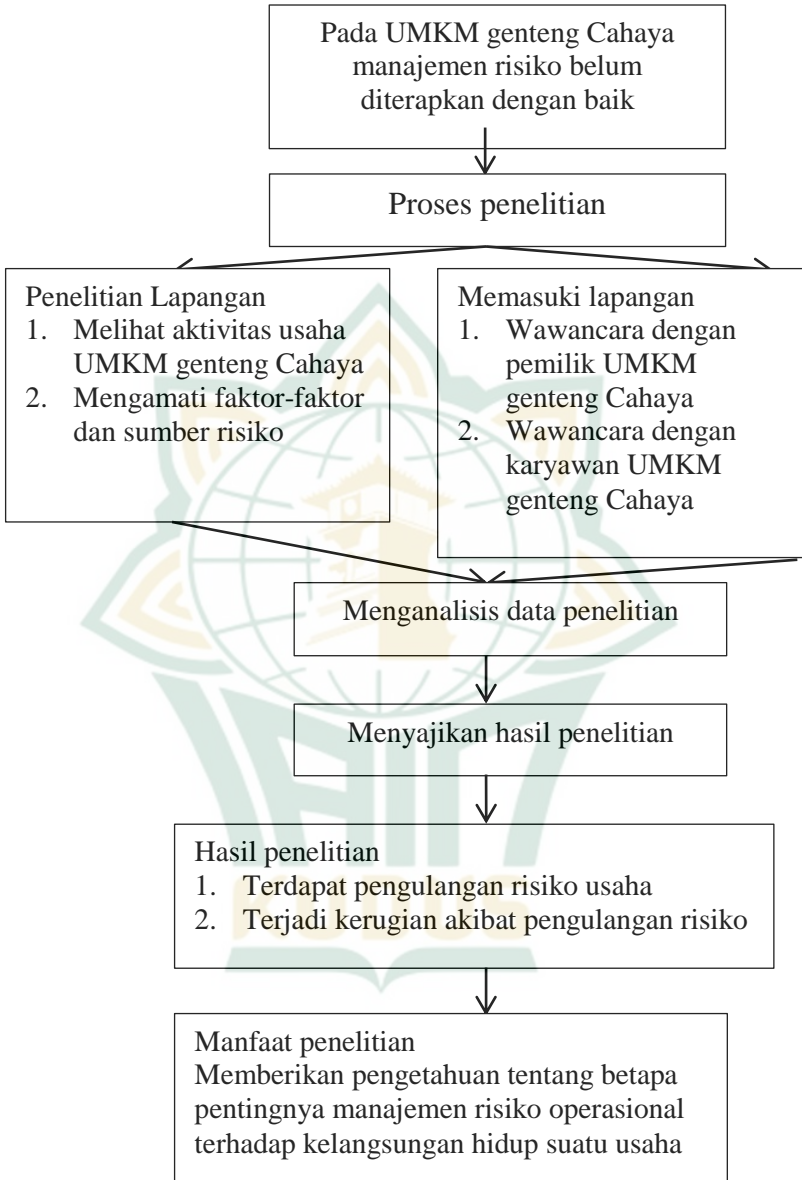 Pada UMKM genteng Cahaya
manajemen risiko belum
diterapkan dengan baik
Proses penelitian
Penelitian Lapangan
1. Melihat aktivitas usaha
UMKM genteng Cahaya
2. Mengamati faktor-faktor
dan sumber risiko
Memasuki lapangan
1. Wawancara dengan
pemilik UMKM
genteng Cahaya
2. Wawancara dengan
karyawan UMKM
genteng Cahaya
Menganalisis data penelitian
Menyajikan hasil penelitian
Hasil penelitian
1. Terdapat pengulangan risiko usaha
2. Terjadi kerugian akibat pengulangan risiko
Manfaat penelitian
Memberikan pengetahuan tentang betapa
pentingnya manajemen risiko operasional
terhadap kelangsungan hidup suatu usaha
IAIN
KUDUS